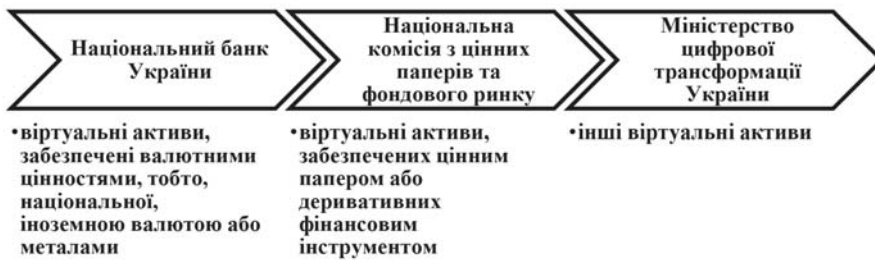 Національний банк
України
Національна
комісія з цінних
паперів та
фондового ринку
Міністерство
цифрової
трансформації
України
•віртуальні активи,
забезпечені валютними
цінностями, тобто,
національної,
іноземною валютою або
металами
•віртуальні активи,
забезпечених цінним
папером або
деривативних
фінансовим
інструментом
•інші віртуальні активи